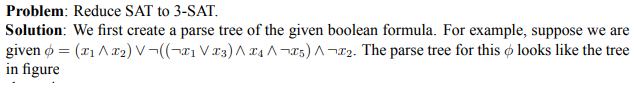 Problem: Reduce SAT to 3-SAT.
Solution: We first create a parse tree of the given boolean formula. For example, suppose we are
given ϕ = (x₁ ∧ x₂) ∨ ¬((¬x₁ ∨ x₃) ∧ x₄ ∧ ¬x₅) ∧ ¬x₂. The parse tree for this ϕ looks like the tree
in figure